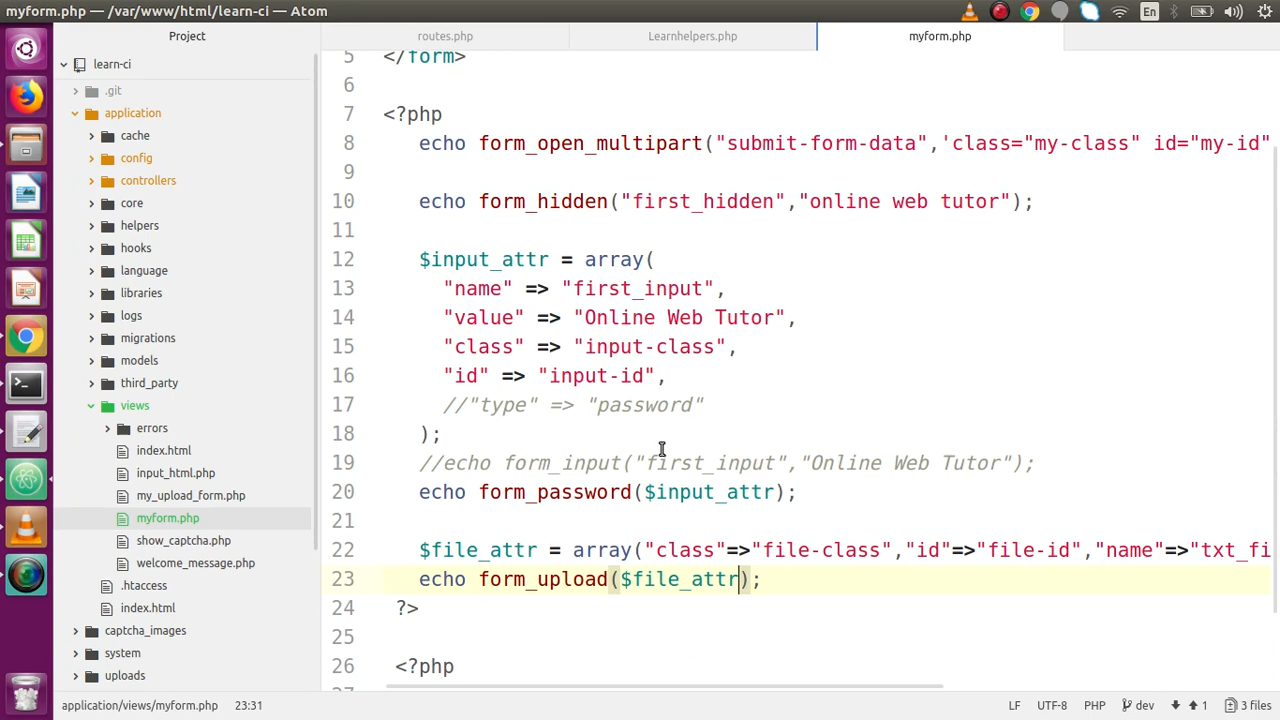 myform.php — /var/www/html/learn-ci — Atom
En
Project
routes.php
Learnhelpers.php
myform.php
learn-ci
.git
application
cache
config
controllers
core
helpers
hooks
language
libraries
logs
migrations
models
third_party
views
errors
index.html
input_html.php
my_upload_form.php
myform.php
show_captcha.php
welcome_message.php
.htaccess
index.html
captcha_images
system
uploads
5 </form>
6
7 <?php
8 echo form_open_multipart("submit-form-data",'class="my-class" id="my-id"
9
10 echo form_hidden("first_hidden","online web tutor");
11
12 $input_attr = array(
13 "name" => "first_input",
14 "value" => "Online Web Tutor",
15 "class" => "input-class",
16 "id" => "input-id",
17 //"type" => "password"
18 );
19 //echo form_input("first_input","Online Web Tutor");
20 echo form_password($input_attr);
21
22 $file_attr = array("class"=>"file-class","id"=>"file-id","name"=>"txt_fi
23 echo form_upload($file_attr);
24 ?>
25
26 <?php
27
application/views/myform.php 23:31
LF UTF-8 PHP dev 1 3 files